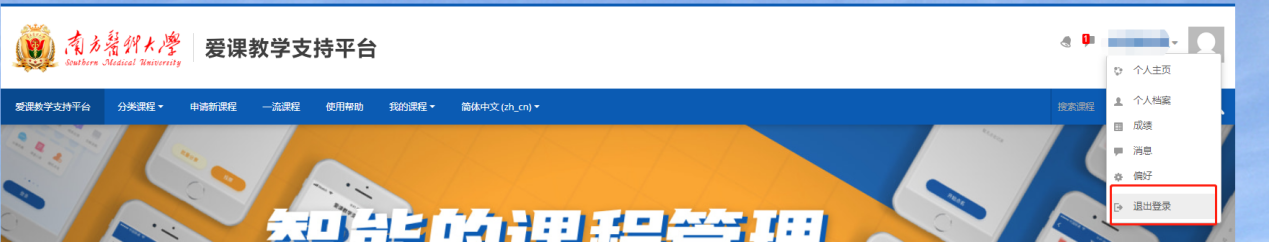 南方醫科大學
Southern Medical University
爱课教学支持平台
1
个人主页
爱课教学支持平台 分类课程 申请新课程 一流课程 使用帮助 我的课程 简体中文 (zh_cn) 搜索课程
个人档案
成绩
消息
偏好
退出登录
智能的课程管理